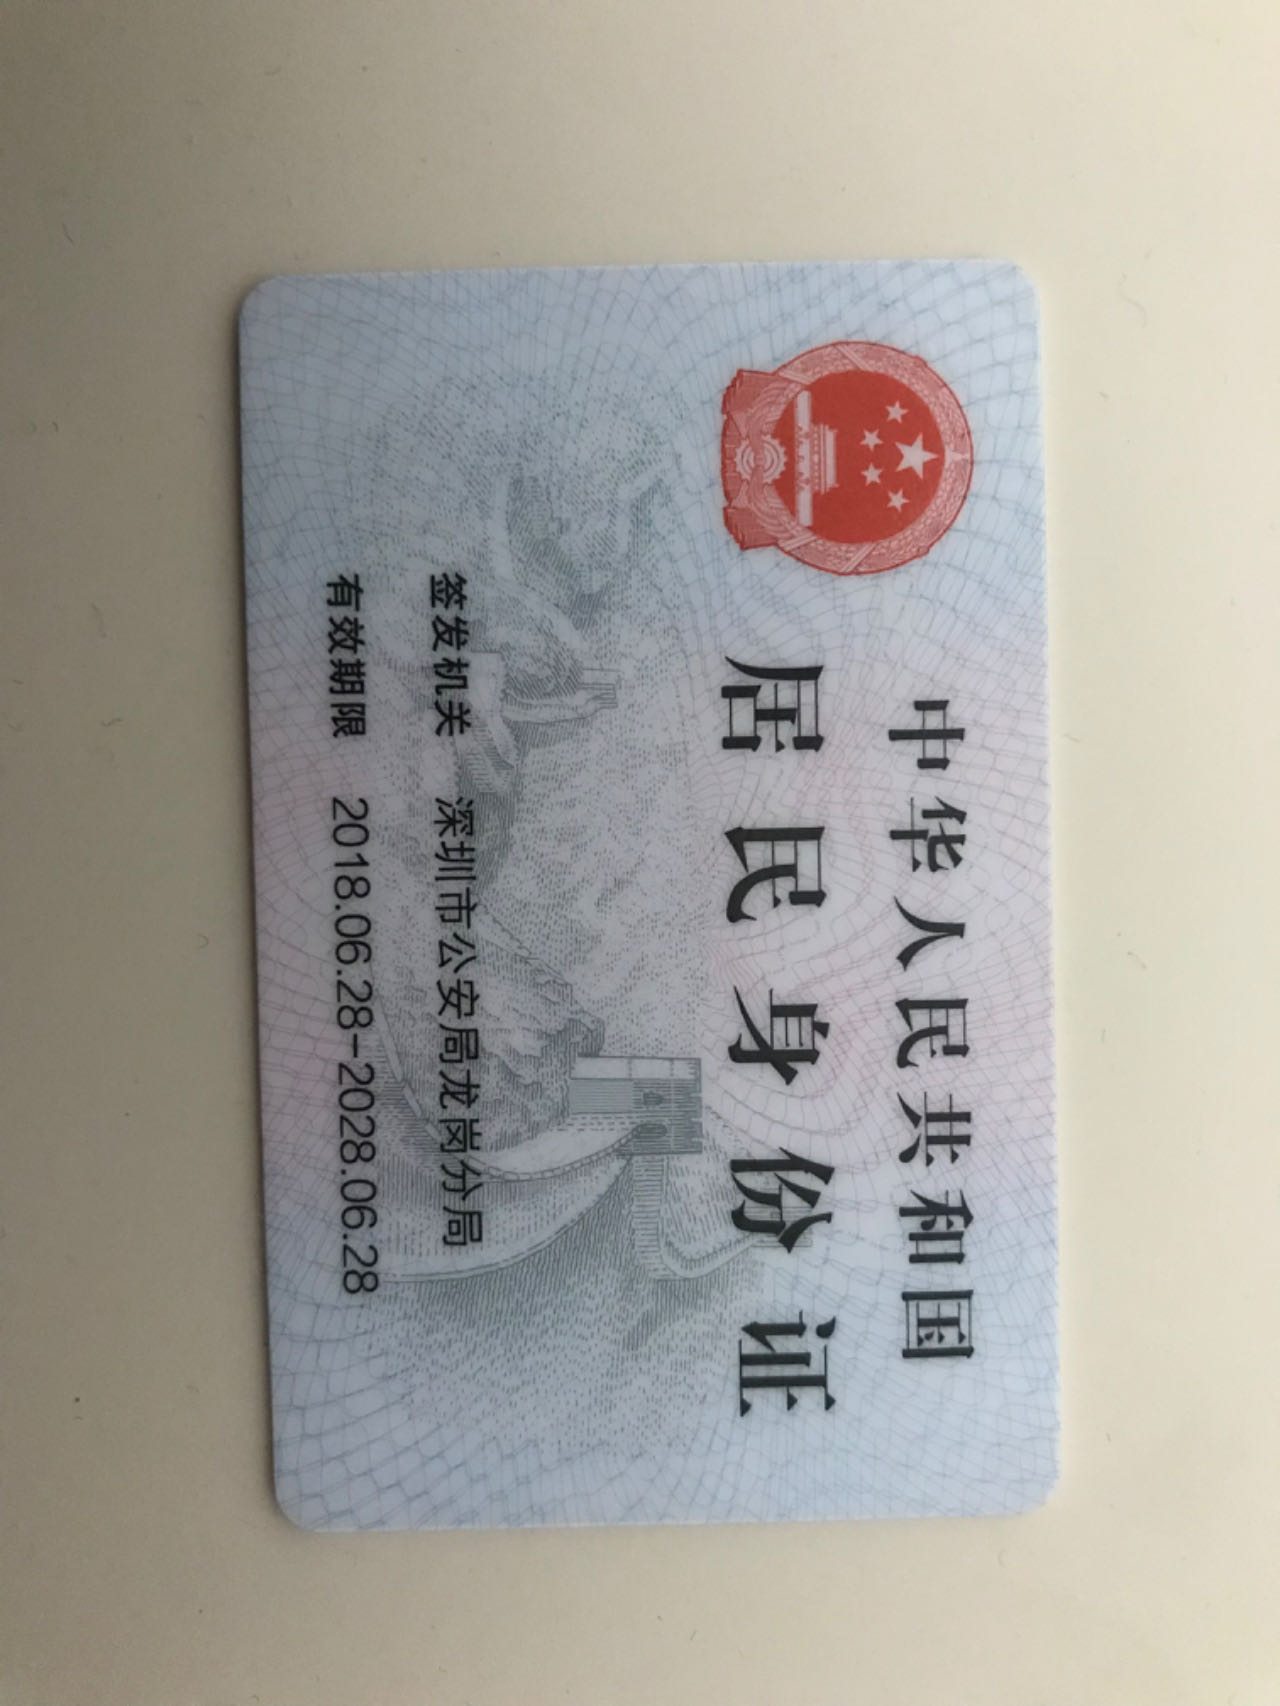 中华人民共和国
居民身份证
签发机关 深圳市公安局龙岗分局
有效期限 2018.06.28-2028.06.28